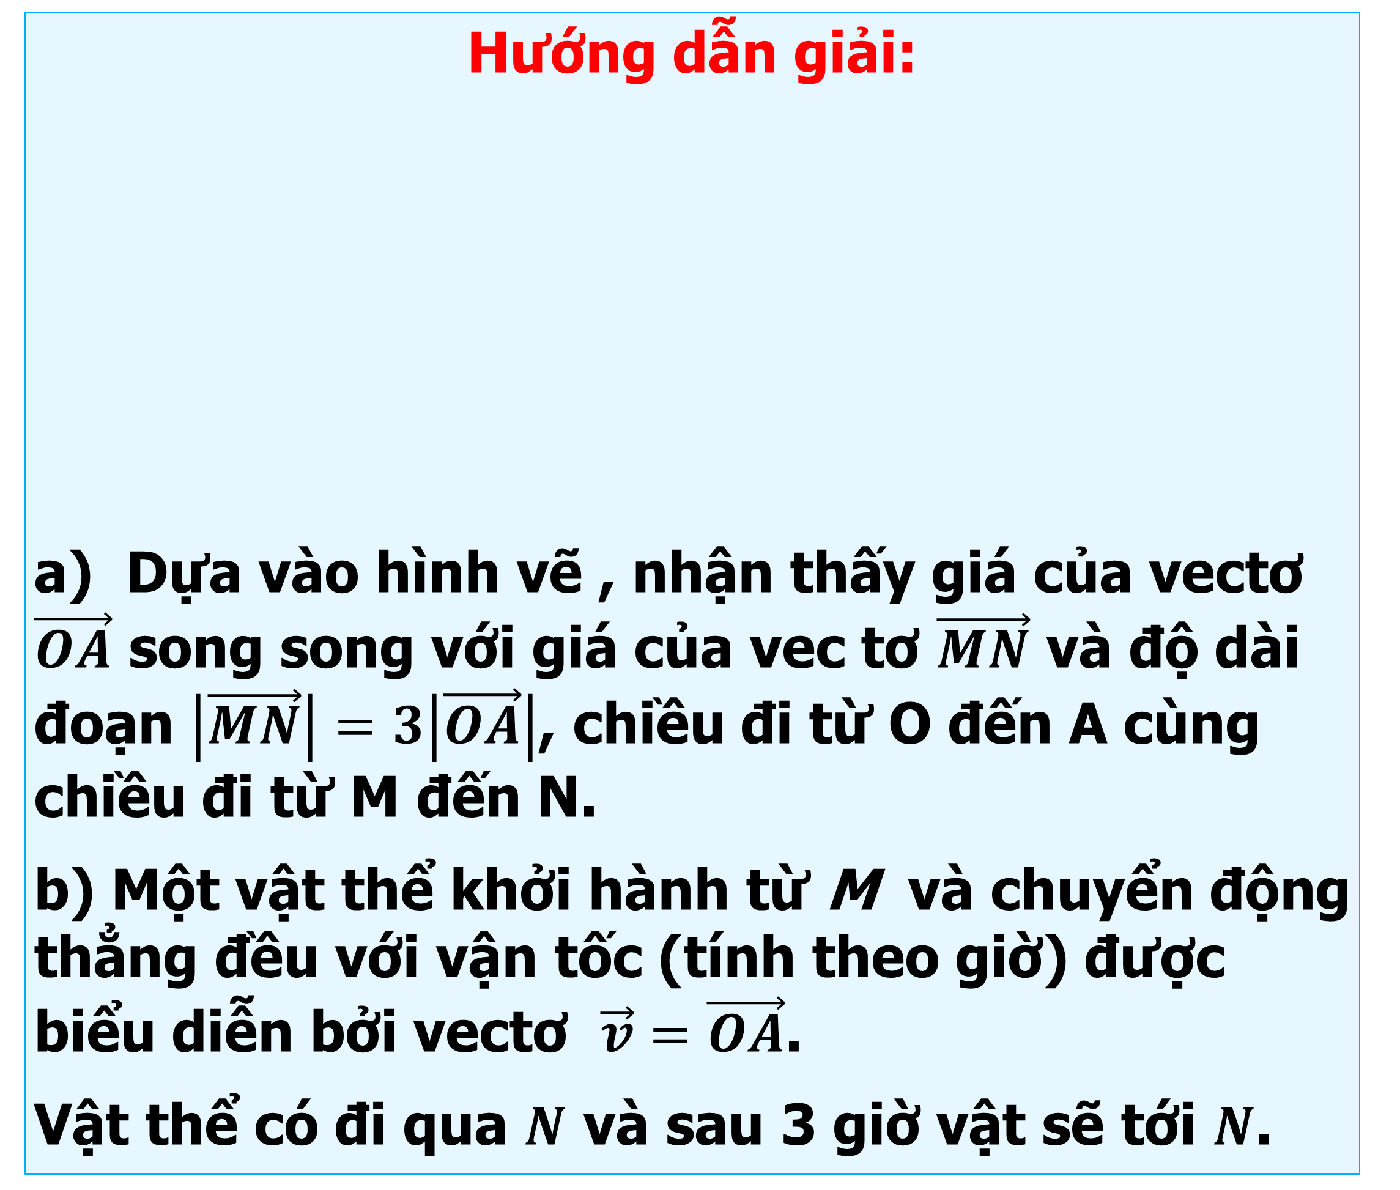 Hướng dẫn giải:
a) Dựa vào hình vẽ , nhận thấy giá của vectơ
$\overrightarrow{OA}$ song song với giá của vec tơ $\overrightarrow{MN}$ và độ dài
đoạn $|\overrightarrow{MN}| = 3|\overrightarrow{OA}|$, chiều đi từ O đến A cùng
chiều đi từ M đến N.
b) Một vật thể khởi hành từ M và chuyển động
thẳng đều với vận tốc (tính theo giờ) được
biểu diễn bởi vectơ $\vec{v} = \overrightarrow{OA}$.
Vật thể có đi qua N và sau 3 giờ vật sẽ tới N.